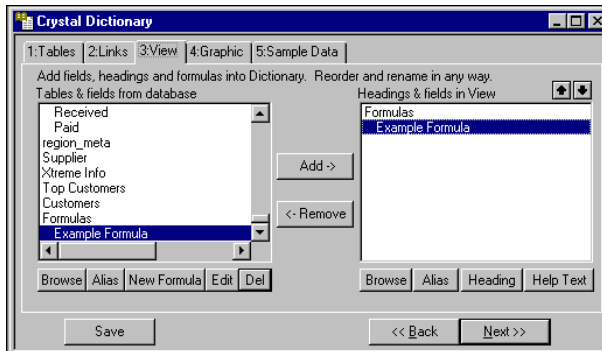 Crystal Dictionary
1:Tables 2:Links 3:View 4:Graphic 5:Sample Data
Add fields, headings and formulas into Dictionary. Reorder and rename in any way.
Tables & fields from database
Headings & fields in View
Received
Paid
region_meta
Supplier
Xtreme Info
Top Customers
Customers
Formulas
Example Formula
Add ->
<- Remove
Formulas
Example Formula
Browse Alias New Formula Edit Del
Browse Alias Heading Help Text
Save << Back Next >>